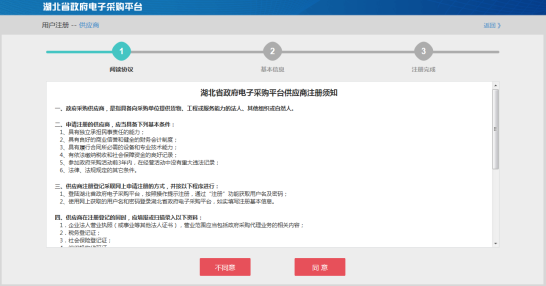 湖北省政府电子采购平台
用户注册 -- 供应商
返回 》
1
2
3
阅读协议
基本信息
注册完成
湖北省政府电子采购平台供应商注册须知
一、政府采购供应商，是指具备向采购单位提供货物、工程或服务能力的法人、其他组织或自然人。
二、申请注册的供应商，应当具备下列基本条件：
1、具有独立承担民事责任的能力；
2、具有良好的商业信誉和健全的财务会计制度；
3、具有履行合同所必需的设备和专业技术能力；
4、有依法缴纳税收和社会保障资金的良好记录；
5、参加政府采购活动前3年内，在经营活动中没有重大违法记录；
6、法律、法规规定的其它条件。
三、供应商注册登记采取网上申请注册的方式，并按以下程序进行：
1、登陆湖北省政府电子采购平台，按照操作提示注册，通过“注册”功能获取用户名及密码；
2、使用网上获取的用户名和密码登录湖北省政府电子采购平台，如实填写注册基本信息。
四、供应商在注册登记的同时，应填报或扫描录入以下资料：
1．企业法人营业执照（或事业等其他法人证书），营业范围应当包括政府采购代理业务的相关内容；
2．税务登记证；
3．社会保险登记证；
不同意
同 意